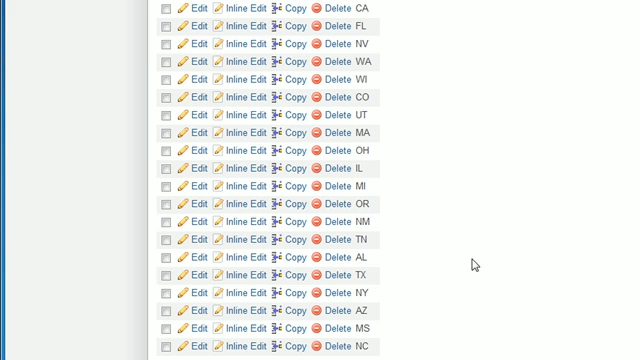 Edit Inline Edit Copy Delete CA
Edit Inline Edit Copy Delete FL
Edit Inline Edit Copy Delete NV
Edit Inline Edit Copy Delete WA
Edit Inline Edit Copy Delete WI
Edit Inline Edit Copy Delete CO
Edit Inline Edit Copy Delete UT
Edit Inline Edit Copy Delete MA
Edit Inline Edit Copy Delete OH
Edit Inline Edit Copy Delete IL
Edit Inline Edit Copy Delete MI
Edit Inline Edit Copy Delete OR
Edit Inline Edit Copy Delete NM
Edit Inline Edit Copy Delete TN
Edit Inline Edit Copy Delete AL
Edit Inline Edit Copy Delete TX
Edit Inline Edit Copy Delete NY
Edit Inline Edit Copy Delete AZ
Edit Inline Edit Copy Delete MS
Edit Inline Edit Copy Delete NC